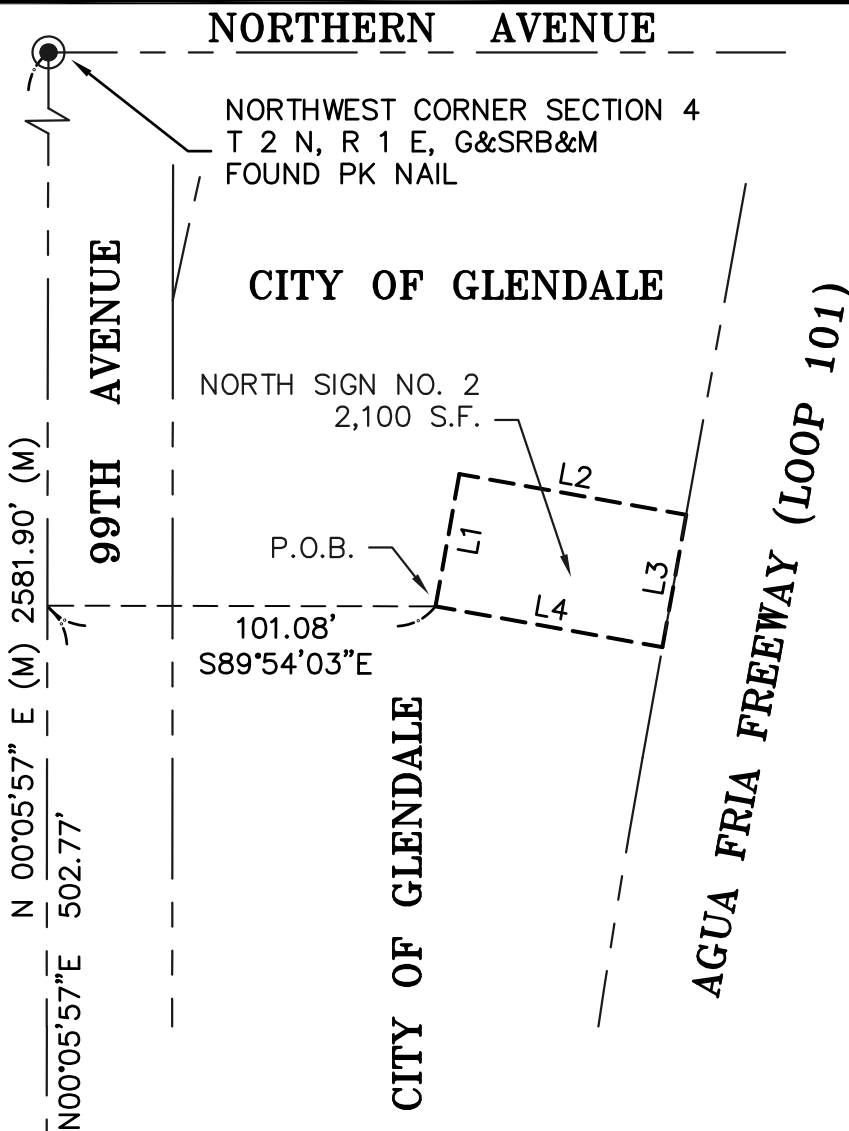 NORTHERN AVENUE
NORTHWEST CORNER SECTION 4
T 2 N, R 1 E, G&SRB&M
FOUND PK NAIL
99TH AVENUE
CITY OF GLENDALE
NORTH SIGN NO. 2
2,100 S.F.
L2
L1
P.O.B.
L3
L4
101.08'
S89°54'03"E
N 00°05'57" E (M) 2581.90' (M)
N00°05'57"E 502.77'
CITY OF GLENDALE
AGUA FRIA FREEWAY (LOOP 101)